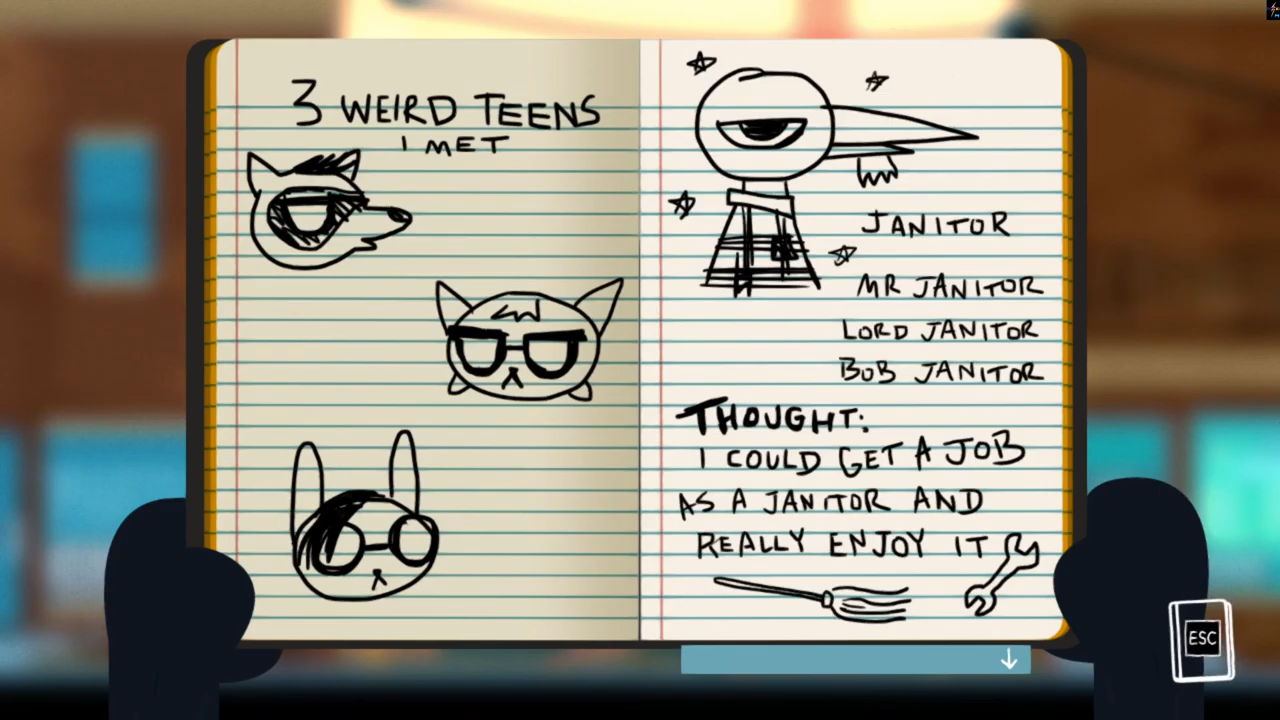 3 WEIRD TEENS
I MET
JANITOR
MR JANITOR
LORD JANITOR
BOB JANITOR
THOUGHT:
I COULD GET A JOB
AS A JANITOR AND
REALLY ENJOY IT
ESC